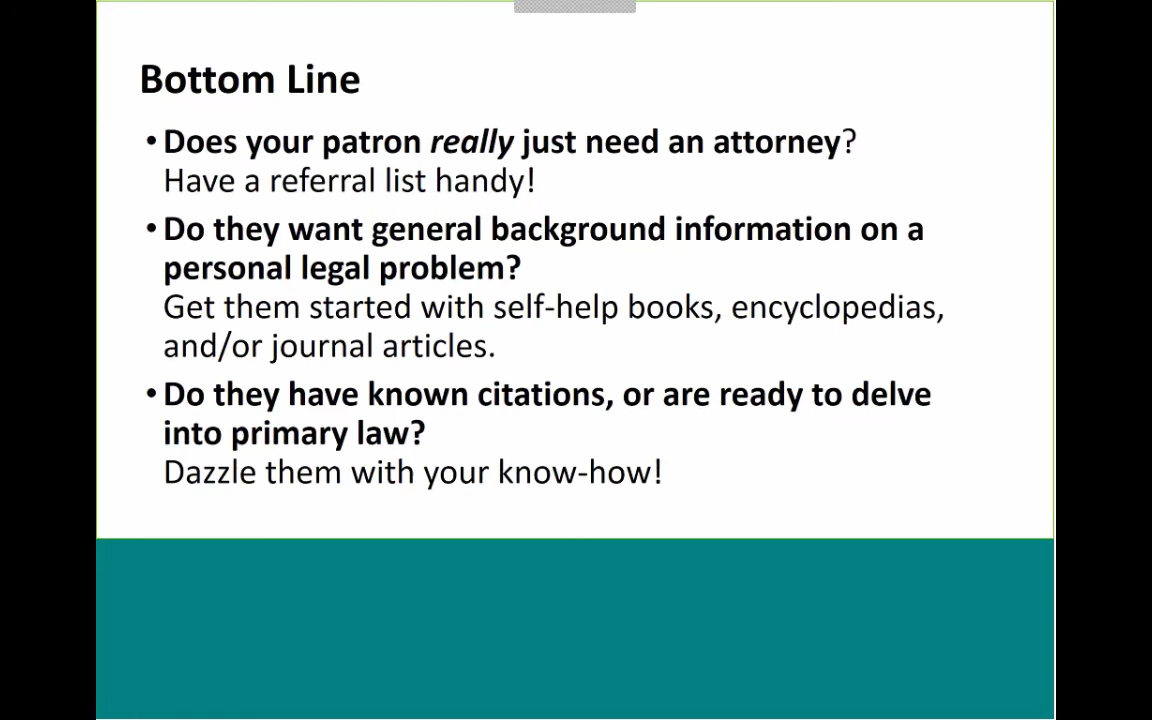 Bottom Line
• Does your patron really just need an attorney?
Have a referral list handy!
• Do they want general background information on a
personal legal problem?
Get them started with self-help books, encyclopedias,
and/or journal articles.
• Do they have known citations, or are ready to delve
into primary law?
Dazzle them with your know-how!